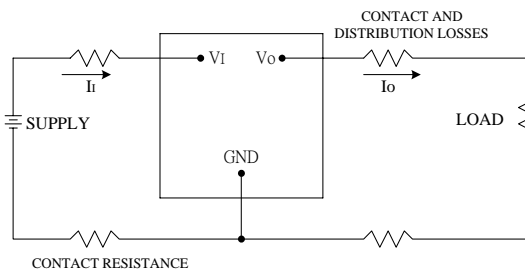 CONTACT AND
DISTRIBUTION LOSSES
VI
VO
II
IO
SUPPLY
LOAD
GND
CONTACT RESISTANCE